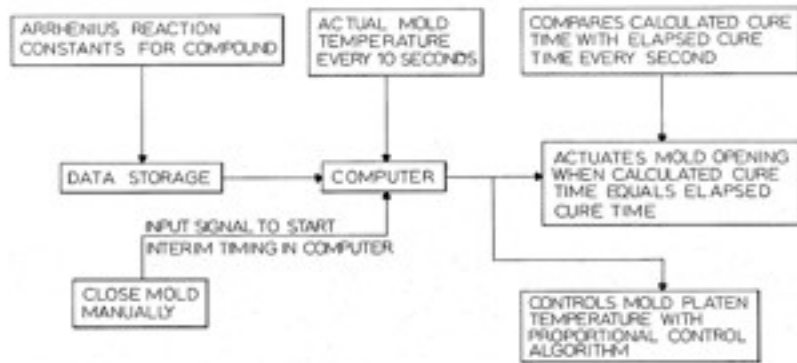 ARRHENIUS REACTION
CONSTANTS FOR COMPOUND
ACTUAL MOLD
TEMPERATURE
EVERY 10 SECONDS
COMPARES CALCULATED CURE
TIME WITH ELAPSED CURE
TIME EVERY SECOND
DATA STORAGE
COMPUTER
ACTUATES MOLD OPENING
WHEN CALCULATED CURE
TIME EQUALS ELAPSED
CURE TIME
INPUT SIGNAL TO START
INTERIM TIMING IN COMPUTER
CLOSE MOLD
MANUALLY
CONTROLS MOLD PLATEN
TEMPERATURE WITH
PROPORTIONAL CONTROL
ALGORITHM